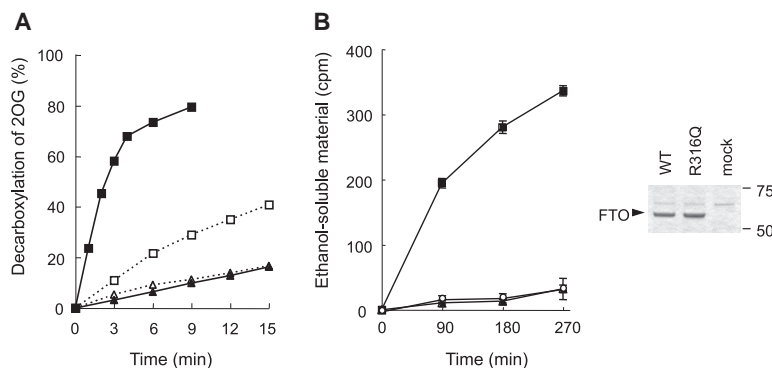 A
Decarboxylation of 2OG (%)
100
80
60
40
20
0
0 3 6 9 12 15
Time (min)
B
Ethanol-soluble material (cpm)
400
300
200
100
0
0 90 180 270
Time (min)
WT
R316Q
mock
FTO
75
50